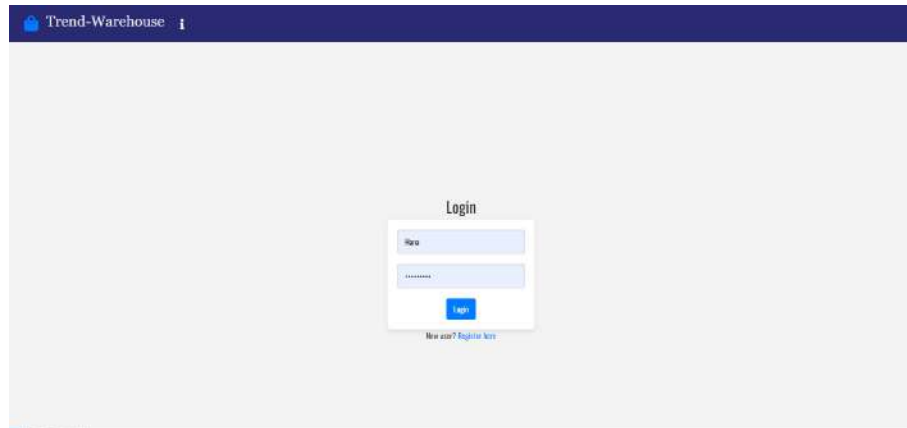 Trend-Warehouse i
Login
•••••••••
Login
New user? Register here